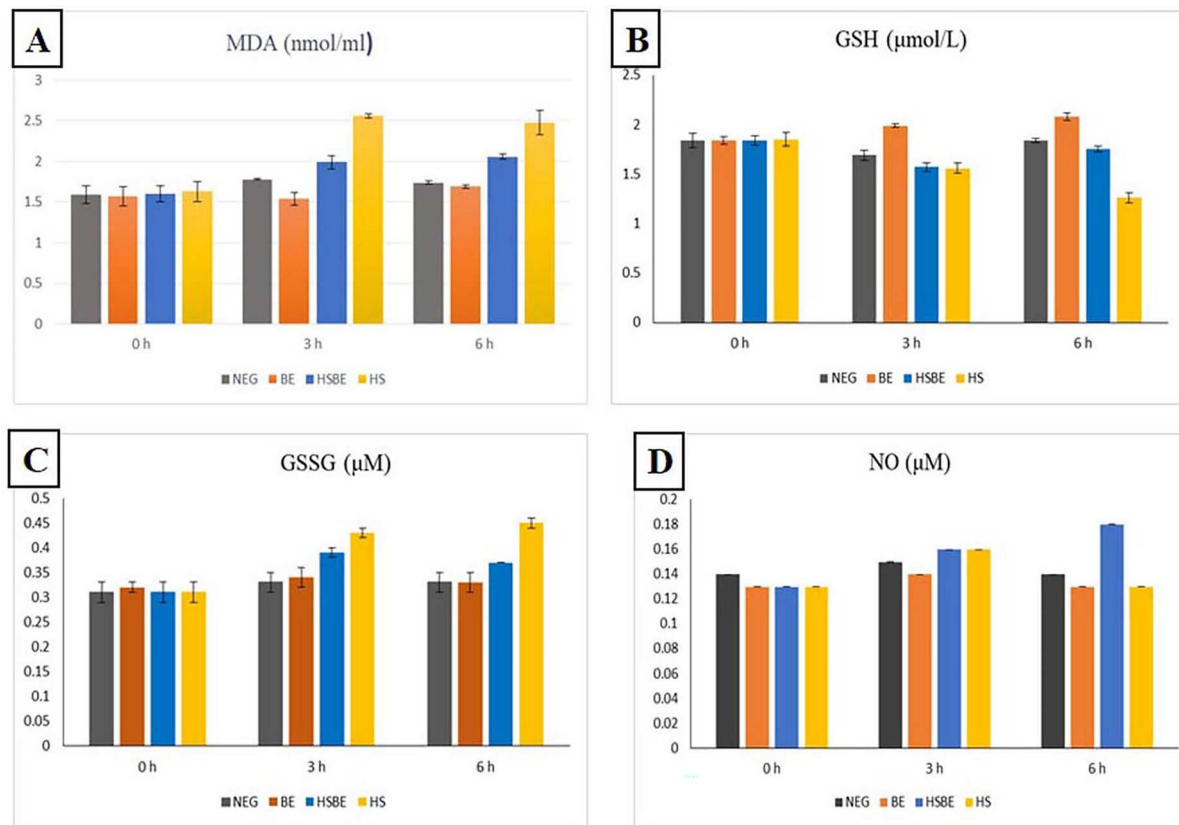 A
MDA (nmol/ml)
3
2.5
2
1.5
1
0.5
0
0 h 3 h 6 h
NEG BE HSBE HS
B
GSH (μmol/L)
2.5
2
1.5
1
0.5
0
0 h 3 h 6 h
NEG BE HSBE HS
C
GSSG (μM)
0.5
0.45
0.4
0.35
0.3
0.25
0.2
0.15
0.1
0.05
0
0 h 3 h 6 h
NEG BE HSBE HS
D
NO (μM)
0.2
0.18
0.16
0.14
0.12
0.1
0.08
0.06
0.04
0.02
0
0 h 3 h 6 h
NEG BE HSBE HS